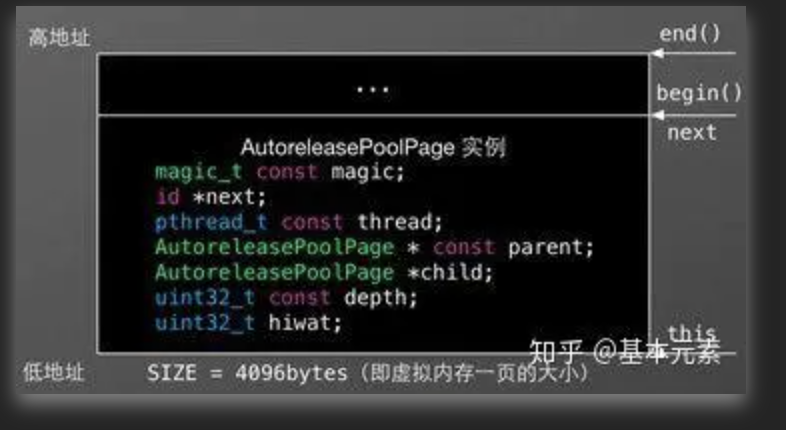 高地址
end()
...
begin()
next
AutoreleasePoolPage 实例
magic_t const magic;
id *next;
pthread_t const thread;
AutoreleasePoolPage * const parent;
AutoreleasePoolPage *child;
uint32_t const depth;
uint32_t hiwat;
this
知乎 @基本元素
低地址
SIZE = 4096bytes（即虚拟内存一页的大小）